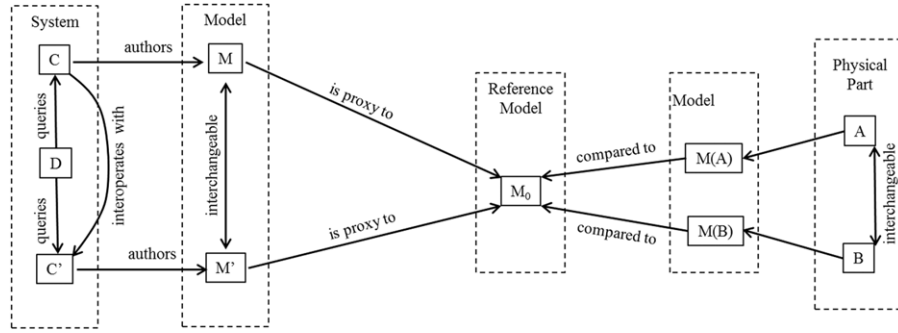 System
Model
Reference
Model
Model
Physical
Part
C
authors
M
queries
D
queries
interoperates with
interchangeable
C’
authors
M’
is proxy to
is proxy to
M₀
compared to
compared to
M(A)
M(B)
A
interchangeable
B